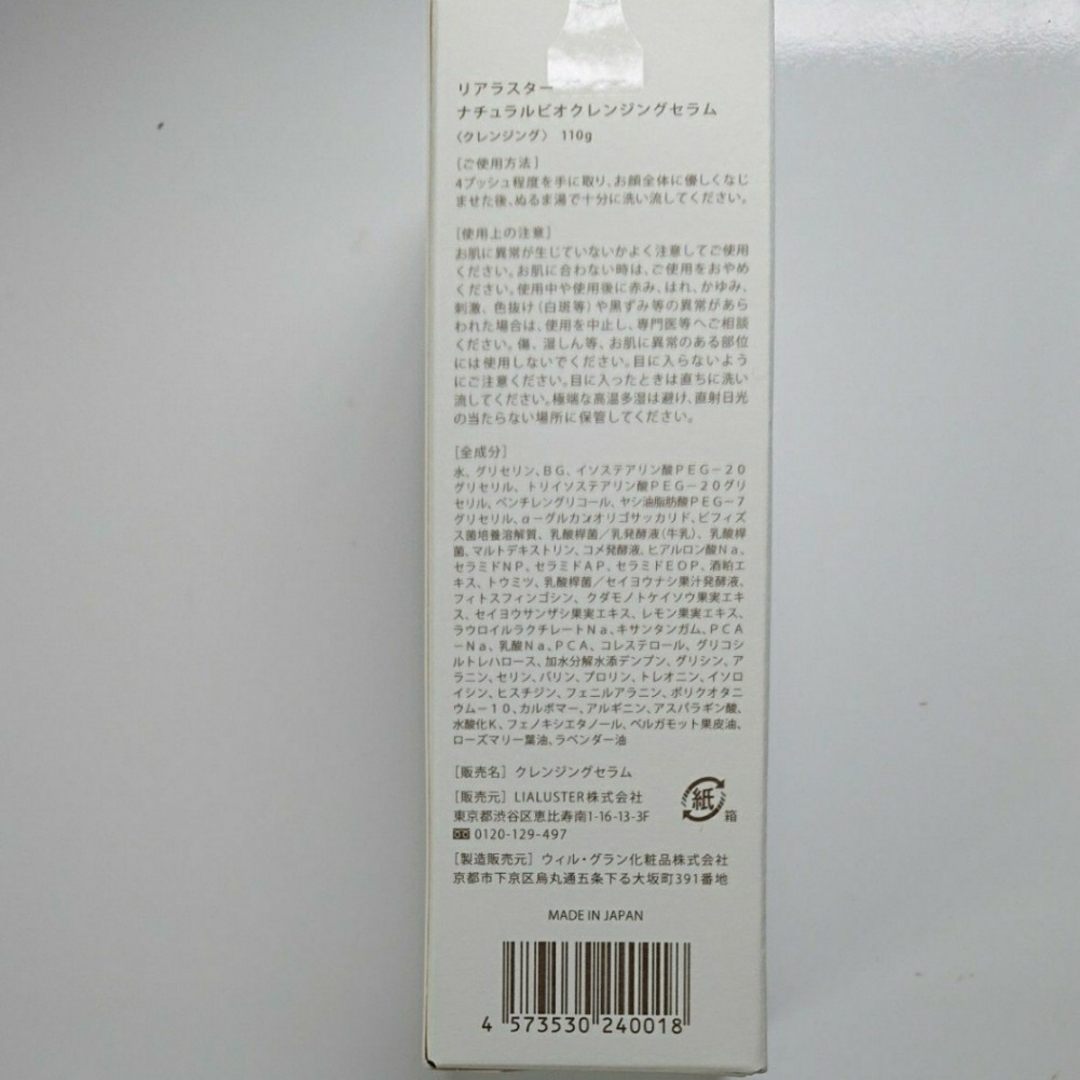 リアラスター
ナチュラルビオクレンジングセラム
〈クレンジング〉 110g
[ご使用方法]
4プッシュ程度を手に取り、お顔全体に優しくなじ
ませた後、ぬるま湯で十分に洗い流してください。
[使用上の注意]
お肌に異常が生じていないかよく注意してご使用
ください。お肌に合わない時は、ご使用をおやめ
ください。使用中や使用後に赤み、はれ、かゆみ、
刺激、色抜け(白斑等)や黒ずみ等の異常があら
われた場合は、使用を中止し、専門医等へご相談
ください。傷、湿しん等、お肌に異常のある部位
には使用しないでください。目に入らないよう
にご注意ください。目に入ったときは直ちに洗い
流してください。極端な高温多湿は避け、直射日光
の当たらない場所に保管してください。
[全成分]
水、グリセリン、BG、イソステアリン酸PEG-20
グリセリル、トリイソステアリン酸PEG-20グリ
セリル、ペンチレングリコール、ヤシ油脂肪酸PEG-7
グリセリル、α-グルカンオリゴサッカリド、ビフィズ
ス菌培養溶解質、乳酸桿菌/乳発酵液(牛乳)、乳酸桿
菌、マルトデキストリン、コメ発酵液、ヒアルロン酸Na、
セラミドNP、セラミドAP、セラミドEOP、酒粕エ
キス、トウミツ、乳酸桿菌/セイヨウナシ果汁発酵液、
フィトスフィンゴシン、クダモノトケイソウ果実エキ
ス、セイヨウサンザシ果実エキス、レモン果実エキス、
ラウロイルラクチレートNa、キサンタンガム、PCA
-Na、乳酸Na、PCA、コレステロール、グリコシ
ルトレハロース、加水分解水添デンプン、グリシン、ア
ラニン、セリン、バリン、プロリン、トレオニン、イソロ
イシン、ヒスチジン、フェニルアラニン、ポリクオタニ
ウム-10、カルボマー、アルギニン、アスパラギン酸、
水酸化K、フェノキシエタノール、ベルガモット果皮油、
ローズマリー葉油、ラベンダー油
[販売名] クレンジングセラム
[販売元] LIALUSTER株式会社
東京都渋谷区恵比寿南1-16-13-3F
0120-129-497
紙
箱
[製造販売元] ウィル・グラン化粧品株式会社
京都市下京区烏丸通五条下る大坂町391番地
MADE IN JAPAN
4 573530 240018